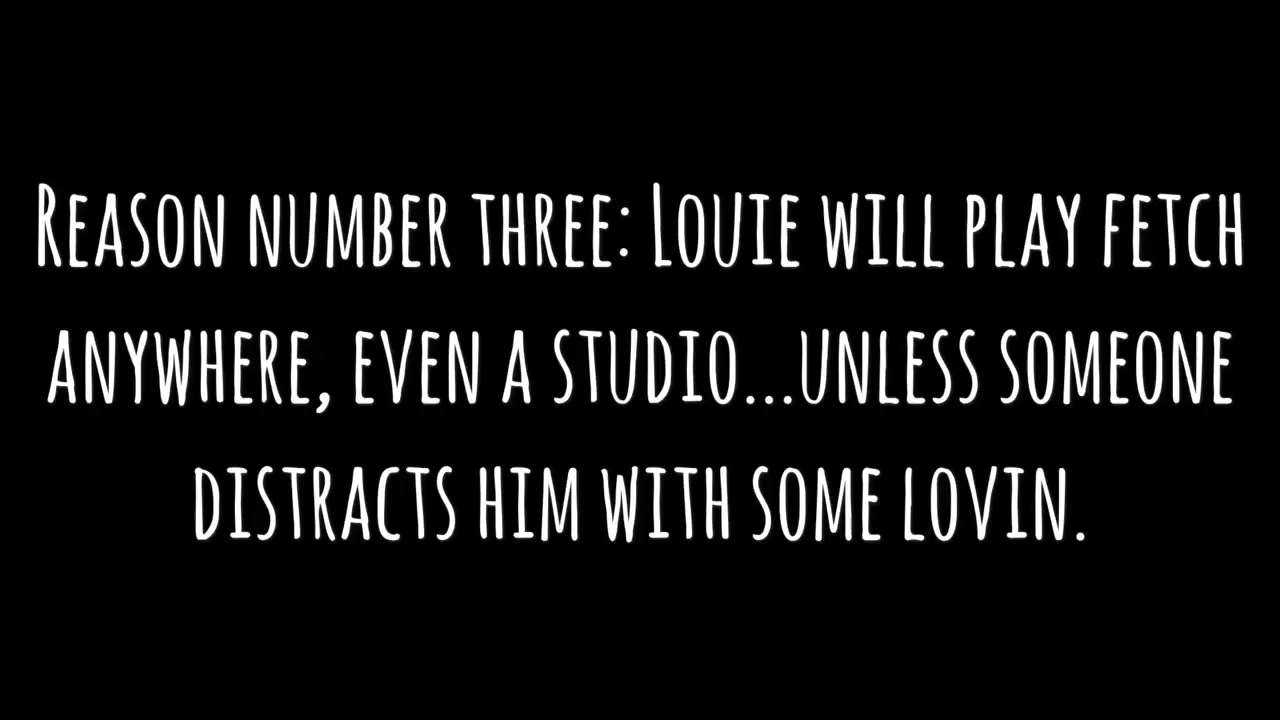 Reason number three: Louie will play fetch
anywhere, even a studio...unless someone
distracts him with some lovin.